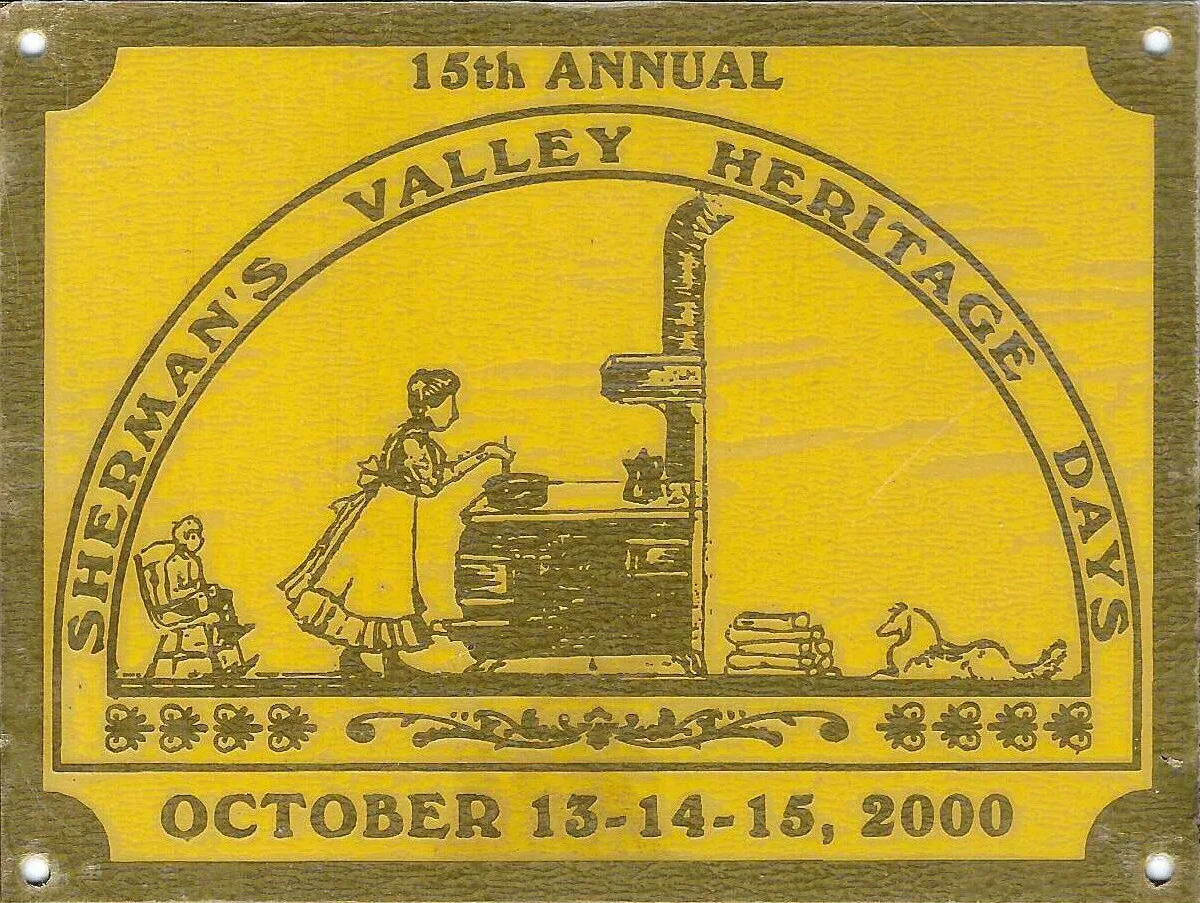 15th ANNUAL
SHERMAN'S VALLEY HERITAGE DAYS
OCTOBER 13-14-15, 2000